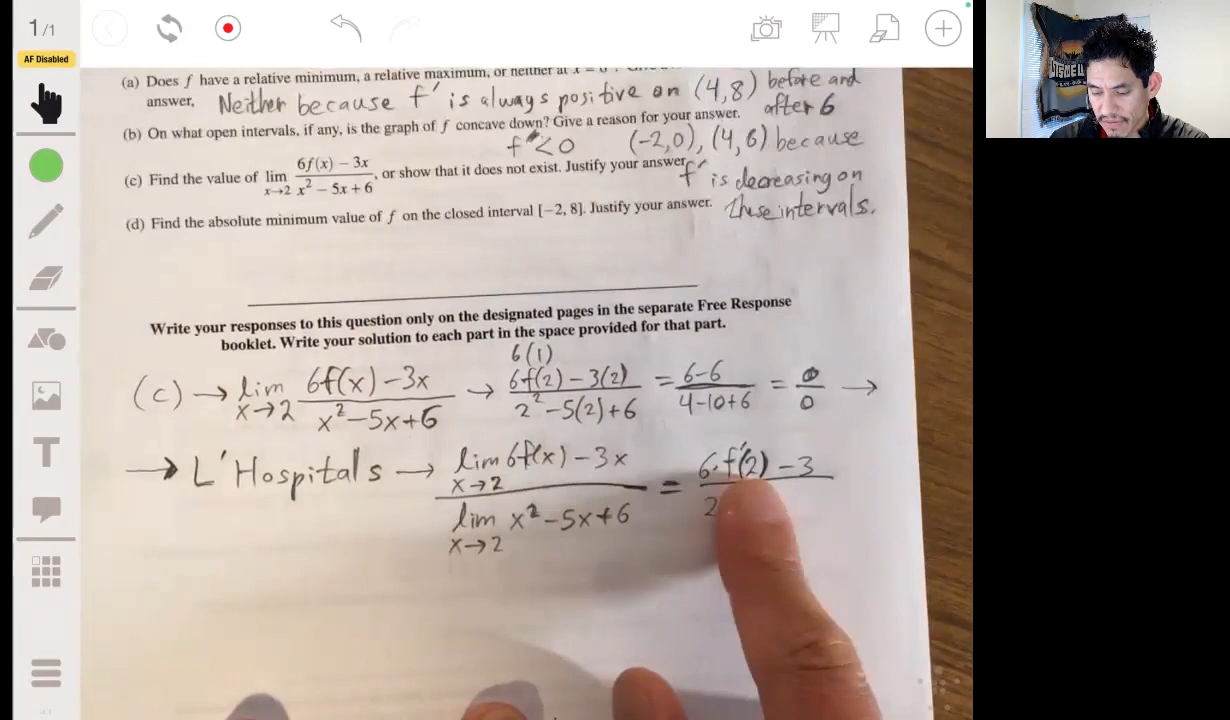 1/1
AF Disabled
(a) Does f have a relative minimum, a relative maximum, or neither at x =
answer, Neither because f' is always positive on (4,8) before and
after 6
(b) On what open intervals, if any, is the graph of f concave down? Give a reason for your answer.
f" < 0 (-2,0), (4,6) because
(c) Find the value of lim x→2 6f(x) − 3x / x² − 5x + 6, or show that it does not exist. Justify your answer.
f' is decreasing on
these intervals.
(d) Find the absolute minimum value of f on the closed interval [−2, 8]. Justify your answer.
Write your responses to this question only on the designated pages in the separate Free Response
booklet. Write your solution to each part in the space provided for that part.
6(1)
(c) → lim x→2 6f(x) − 3x / x² − 5x + 6 → 6f(2) − 3(2) / 2² − 5(2) + 6 = 6-6 / 4-10+6 = 0/0 →
→ L'Hospitals → lim x→2 6f(x) − 3x / lim x→2 x² − 5x + 6 = 6·f'(2) − 3 / 2
T